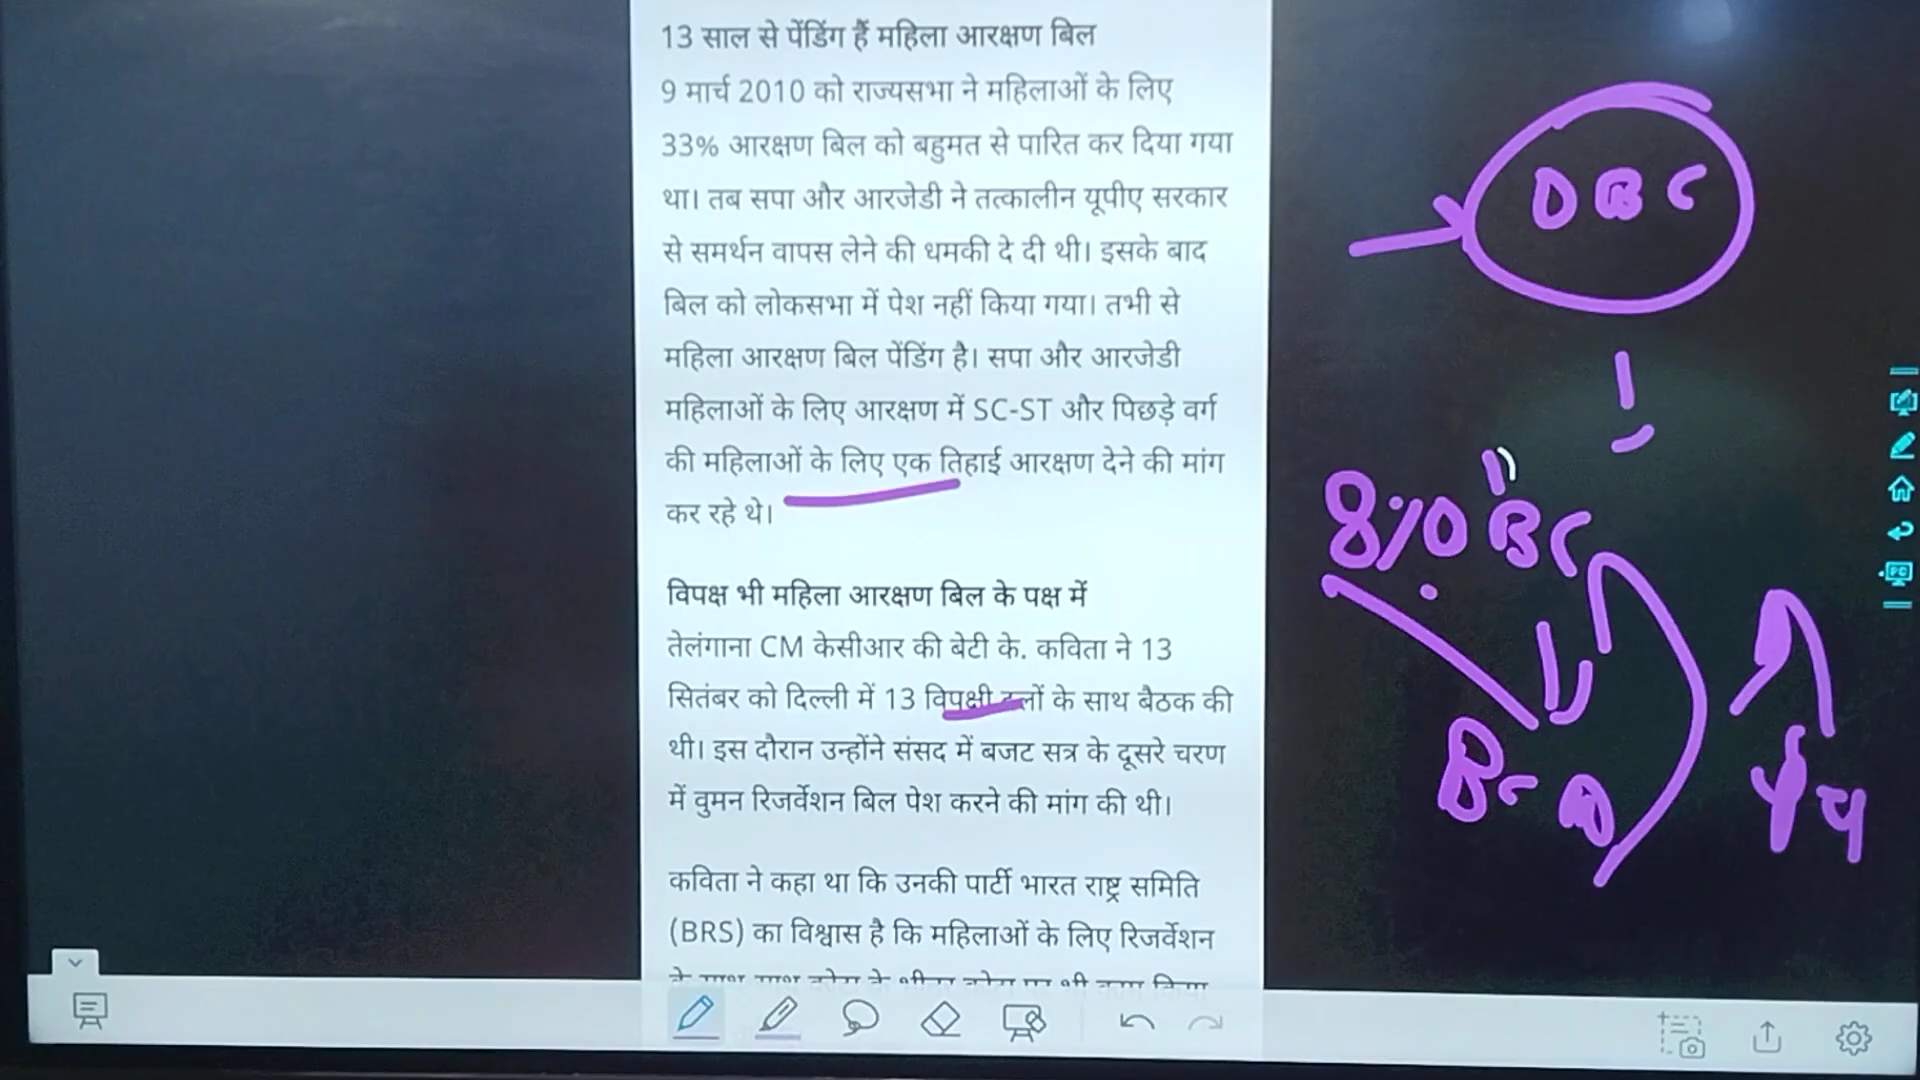 13 साल से पेंडिंग हैं महिला आरक्षण बिल
9 मार्च 2010 को राज्यसभा ने महिलाओं के लिए
33% आरक्षण बिल को बहुमत से पारित कर दिया गया
था। तब सपा और आरजेडी ने तत्कालीन यूपीए सरकार
से समर्थन वापस लेने की धमकी दे दी थी। इसके बाद
बिल को लोकसभा में पेश नहीं किया गया। तभी से
महिला आरक्षण बिल पेंडिंग है। सपा और आरजेडी
महिलाओं के लिए आरक्षण में SC-ST और पिछड़े वर्ग
की महिलाओं के लिए एक तिहाई आरक्षण देने की मांग
कर रहे थे।
विपक्ष भी महिला आरक्षण बिल के पक्ष में
तेलंगाना CM केसीआर की बेटी के. कविता ने 13
सितंबर को दिल्ली में 13 विपक्षी दलों के साथ बैठक की
थी। इस दौरान उन्होंने संसद में बजट सत्र के दूसरे चरण
में वुमन रिजर्वेशन बिल पेश करने की मांग की थी।
कविता ने कहा था कि उनकी पार्टी भारत राष्ट्र समिति
(BRS) का विश्वास है कि महिलाओं के लिए रिजर्वेशन
OBC
OBC
PC